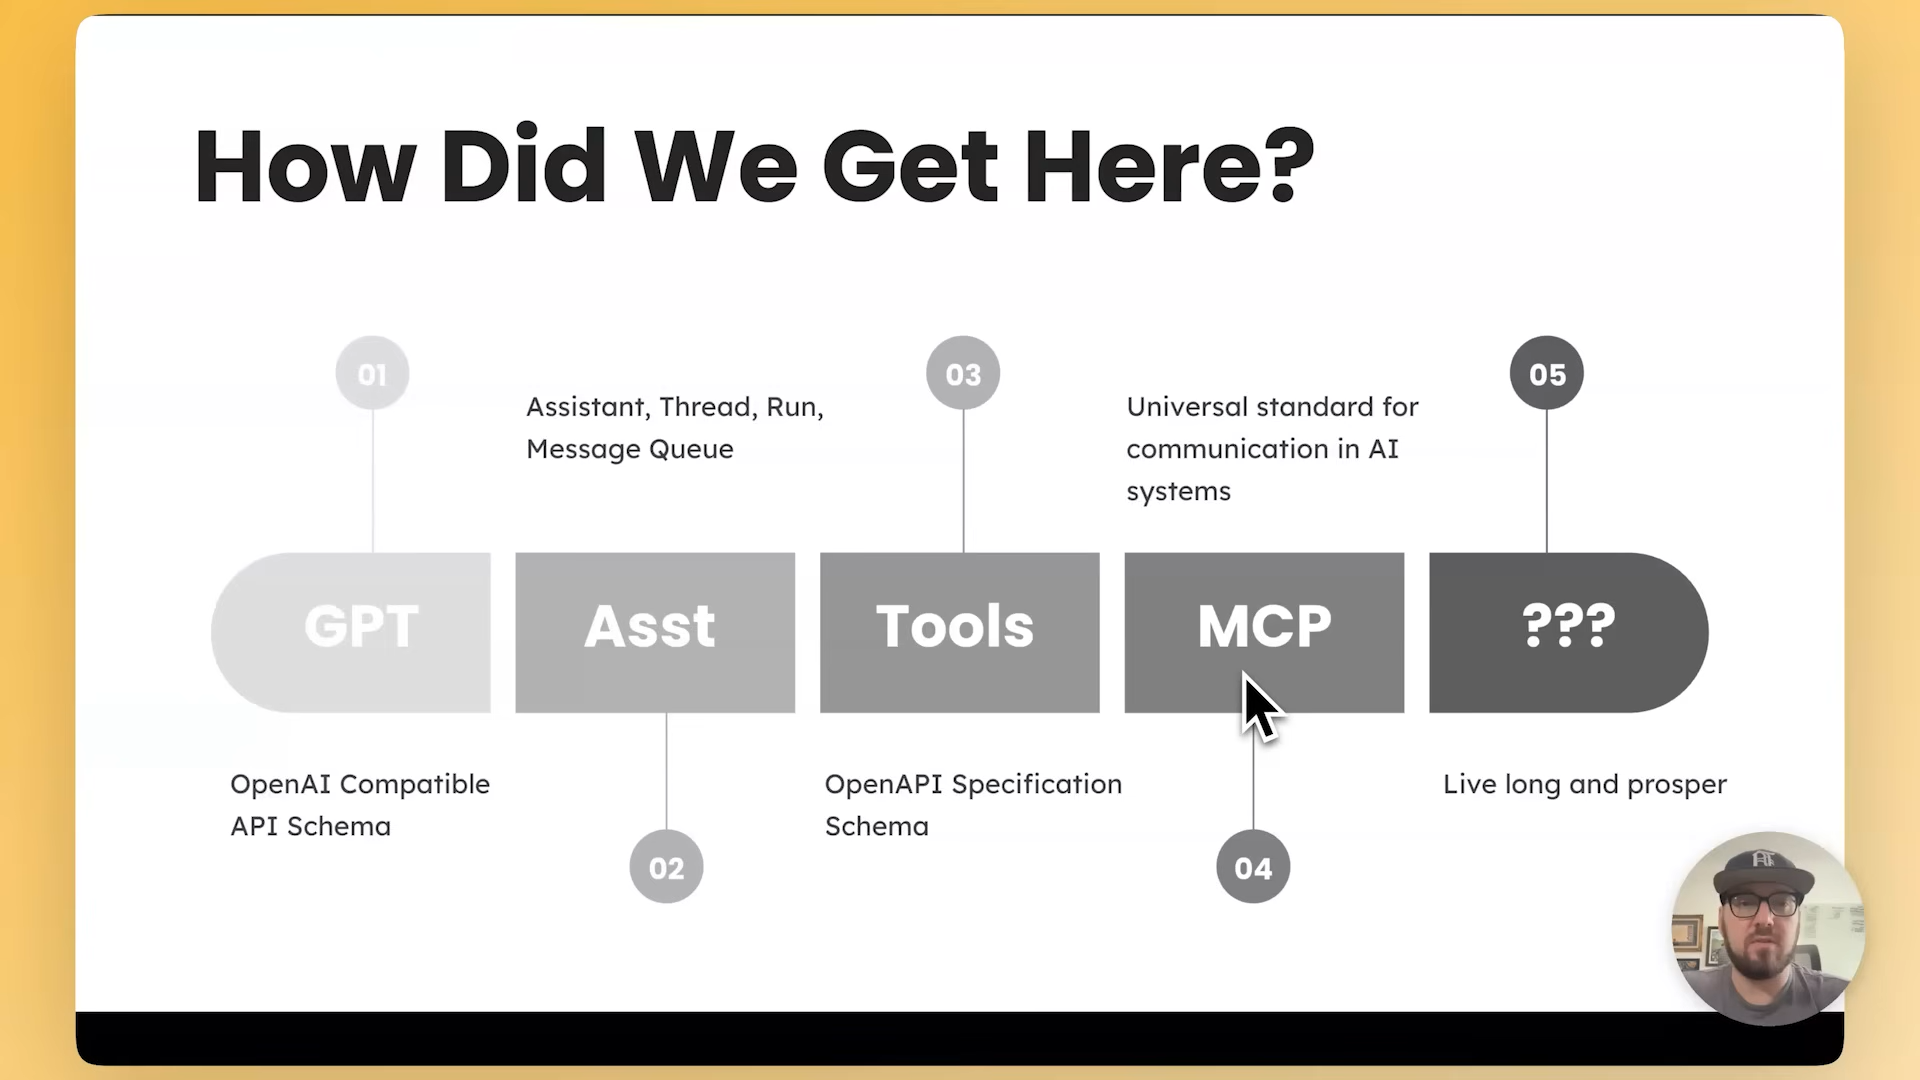 How Did We Get Here?
01
Assistant, Thread, Run,
Message Queue
03
Universal standard for
communication in AI
systems
05
GPT
Asst
Tools
MCP
???
OpenAI Compatible
API Schema
02
OpenAPI Specification
Schema
04
Live long and prosper